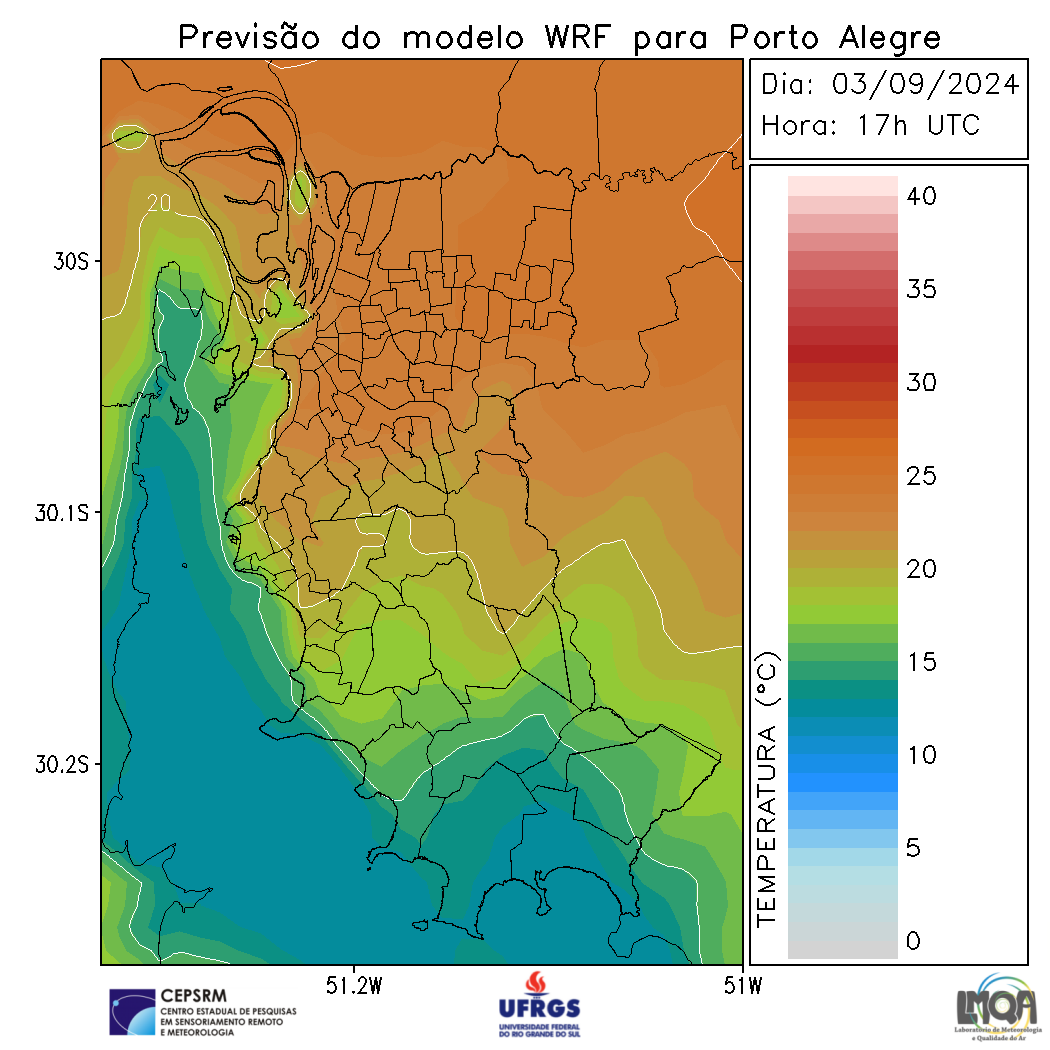 Previsão do modelo WRF para Porto Alegre
Dia: 03/09/2024
Hora: 17h UTC
20
30S
30.1S
30.2S
51.2W
51W
TEMPERATURA (°C)
40
35
30
25
20
15
10
5
0
CEPSRM
CENTRO ESTADUAL DE PESQUISAS
EM SENSORIAMENTO REMOTO
E METEOROLOGIA
UFRGS
UNIVERSIDADE FEDERAL
DO RIO GRANDE DO SUL
LMQA
Laboratório de Meteorologia
e Qualidade do Ar